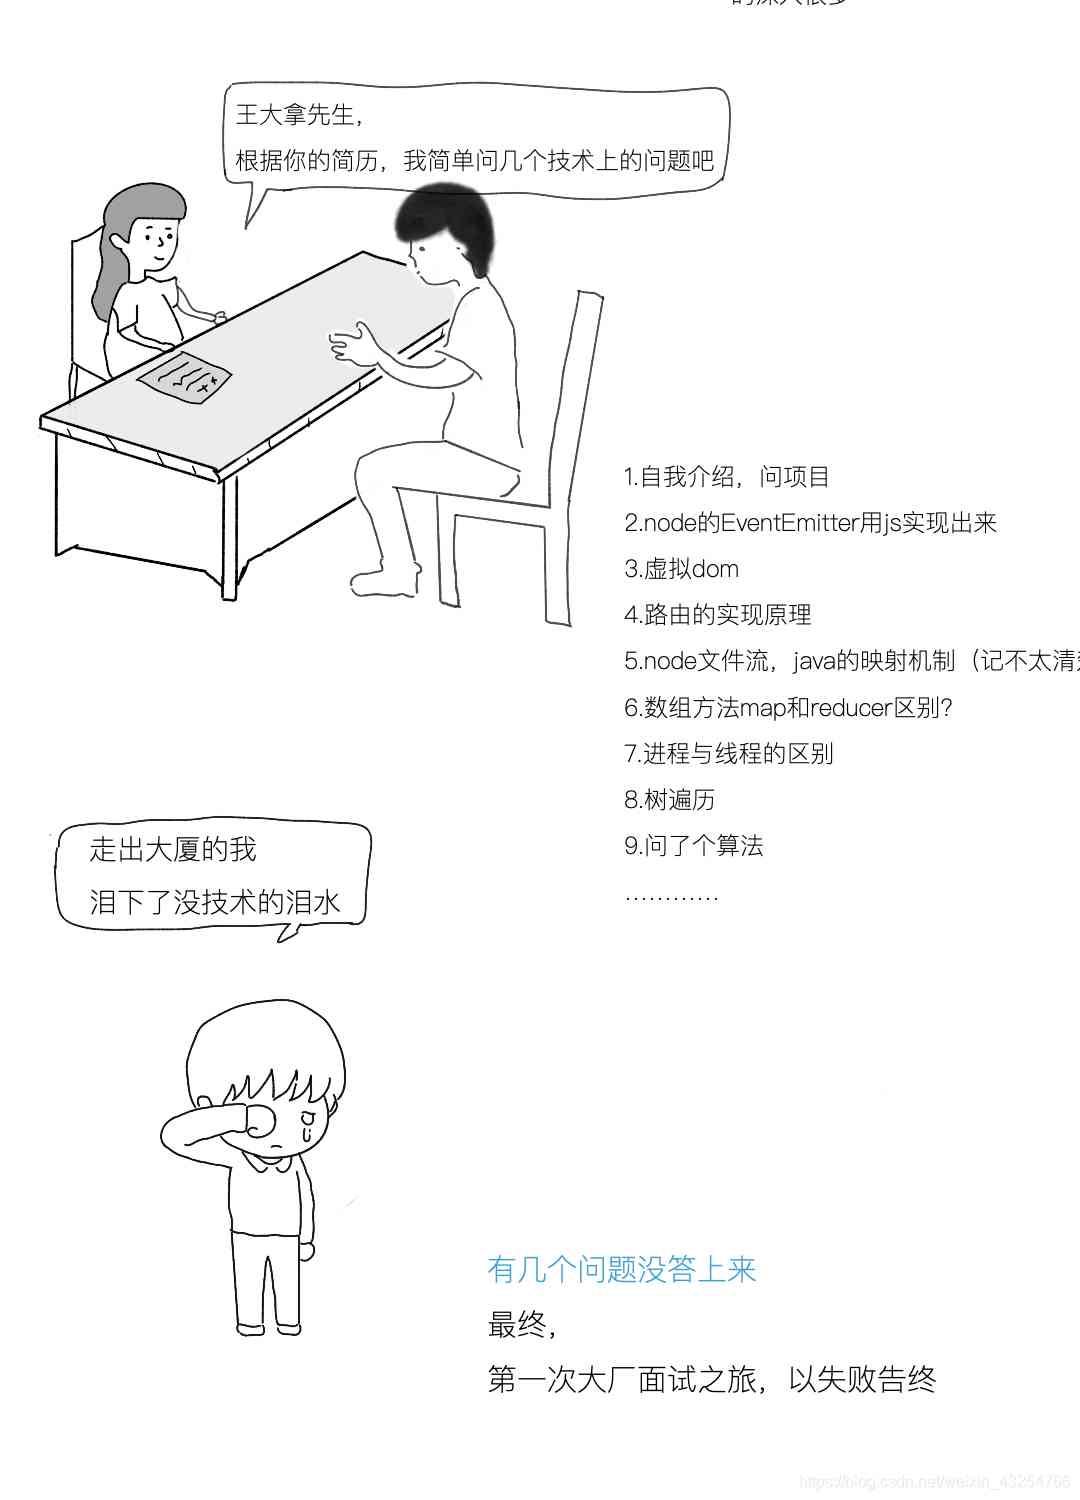 王大拿先生，
根据你的简历，我简单问几个技术上的问题吧
1.自我介绍，问项目
2.node的EventEmitter用js实现出来
3.虚拟dom
4.路由的实现原理
5.node文件流，java的映射机制（记不太清
6.数组方法map和reducer区别？
7.进程与线程的区别
8.树遍历
9.问了个算法
…………
走出大厦的我
泪下了没技术的泪水
有几个问题没答上来
最终，
第一次大厂面试之旅，以失败告终
https://blog.csdn.net/weixin_43254766